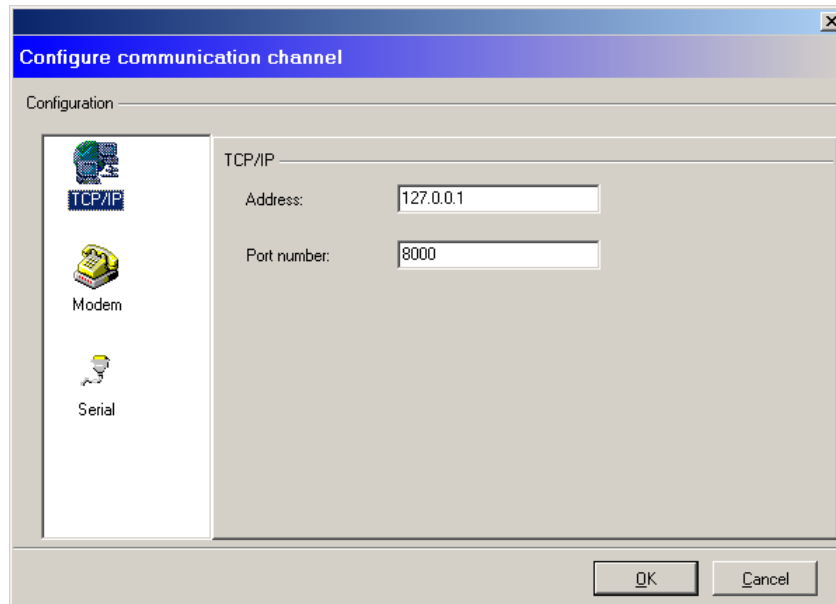 Configure communication channel
Configuration
TCP/IP
Modem
Serial
TCP/IP
Address: 127.0.0.1
Port number: 8000
OK Cancel